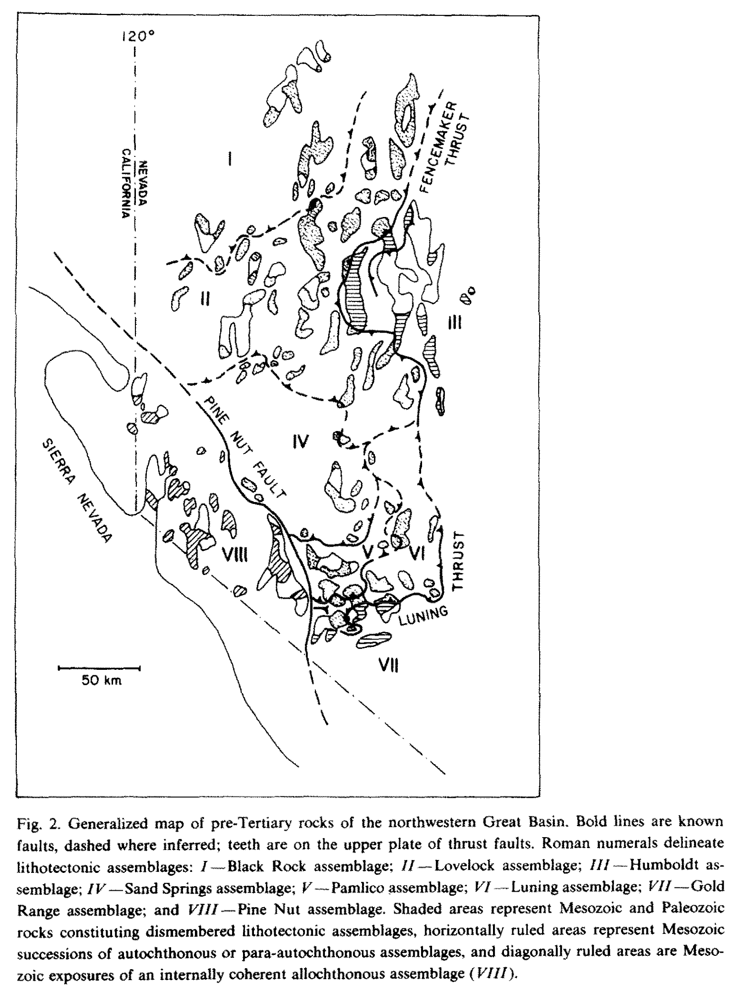 120°
FENCEMAKER
THRUST
I
NEVADA
CALIFORNIA
II
III
PINE NUT FAULT
IV
SIERRA NEVADA
VIII
V
VI
THRUST
LUNING
VII
50 km
Fig. 2. Generalized map of pre-Tertiary rocks of the northwestern Great Basin. Bold lines are known
faults, dashed where inferred; teeth are on the upper plate of thrust faults. Roman numerals delineate
lithotectonic assemblages: I—Black Rock assemblage; II—Lovelock assemblage; III—Humboldt as-
semblage; IV—Sand Springs assemblage; V—Pamlico assemblage; VI—Luning assemblage; VII—Gold
Range assemblage; and VIII—Pine Nut assemblage. Shaded areas represent Mesozoic and Paleozoic
rocks constituting dismembered lithotectonic assemblages, horizontally ruled areas represent Mesozoic
successions of autochthonous or para-autochthonous assemblages, and diagonally ruled areas are Meso-
zoic exposures of an internally coherent allochthonous assemblage (VIII).